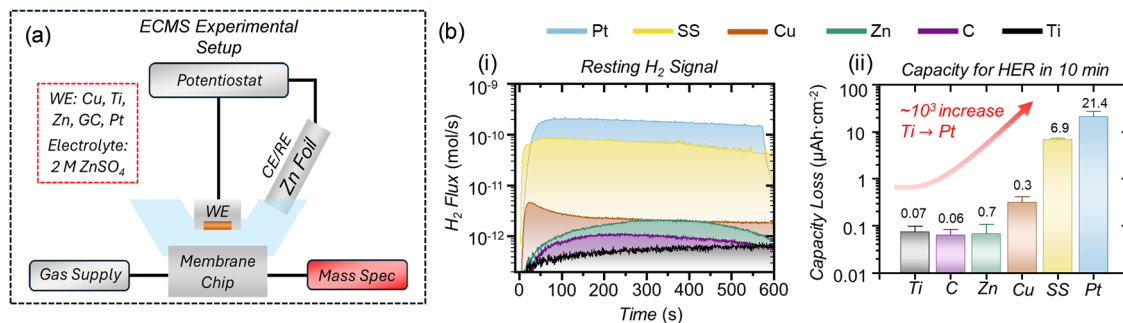 (a)
ECMS Experimental
Setup
Potentiostat
WE: Cu, Ti,
Zn, GC, Pt
Electrolyte:
2 M ZnSO₄
CE/RE
Zn Foil
WE
Gas Supply
Membrane
Chip
Mass Spec
(b)
Pt SS Cu Zn C Ti
(i)
Resting H₂ Signal
H₂ Flux (mol/s)
10⁻⁹
10⁻¹⁰
10⁻¹¹
10⁻¹²
0 100 200 300 400 500 600
Time (s)
(ii)
Capacity for HER in 10 min
Capacity Loss (µAh·cm⁻²)
100
10
1
0.1
0.01
~10³ increase
Ti → Pt
0.07 0.06 0.7 0.3 6.9 21.4
Ti C Zn Cu SS Pt